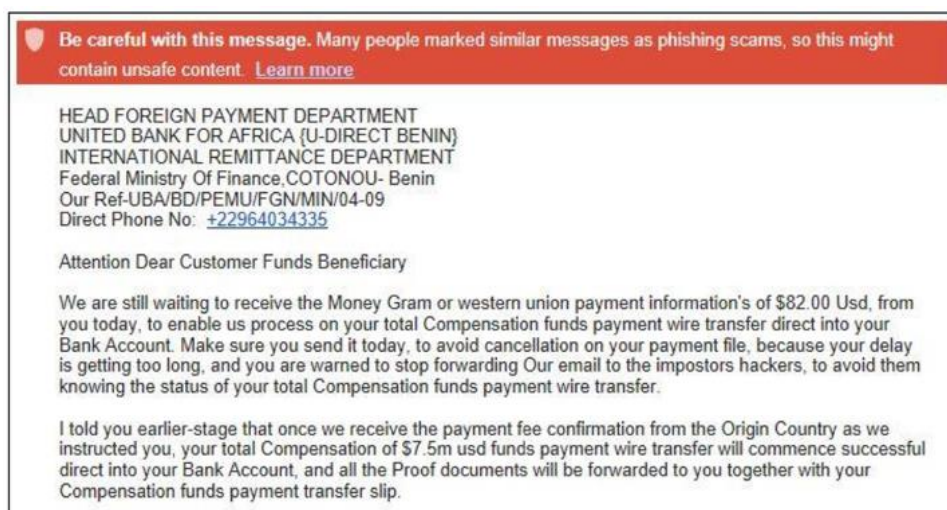 Be careful with this message. Many people marked similar messages as phishing scams, so this might
contain unsafe content. Learn more
HEAD FOREIGN PAYMENT DEPARTMENT
UNITED BANK FOR AFRICA {U-DIRECT BENIN}
INTERNATIONAL REMITTANCE DEPARTMENT
Federal Ministry Of Finance,COTONOU- Benin
Our Ref-UBA/BD/PEMU/FGN/MIN/04-09
Direct Phone No: +22964034335
Attention Dear Customer Funds Beneficiary
We are still waiting to receive the Money Gram or western union payment information's of $82.00 Usd, from
you today, to enable us process on your total Compensation funds payment wire transfer direct into your
Bank Account. Make sure you send it today, to avoid cancellation on your payment file, because your delay
is getting too long, and you are warned to stop forwarding Our email to the impostors hackers, to avoid them
knowing the status of your total Compensation funds payment wire transfer.
I told you earlier-stage that once we receive the payment fee confirmation from the Origin Country as we
instructed you, your total Compensation of $7.5m usd funds payment wire transfer will commence successful
direct into your Bank Account, and all the Proof documents will be forwarded to you together with your
Compensation funds payment transfer slip.